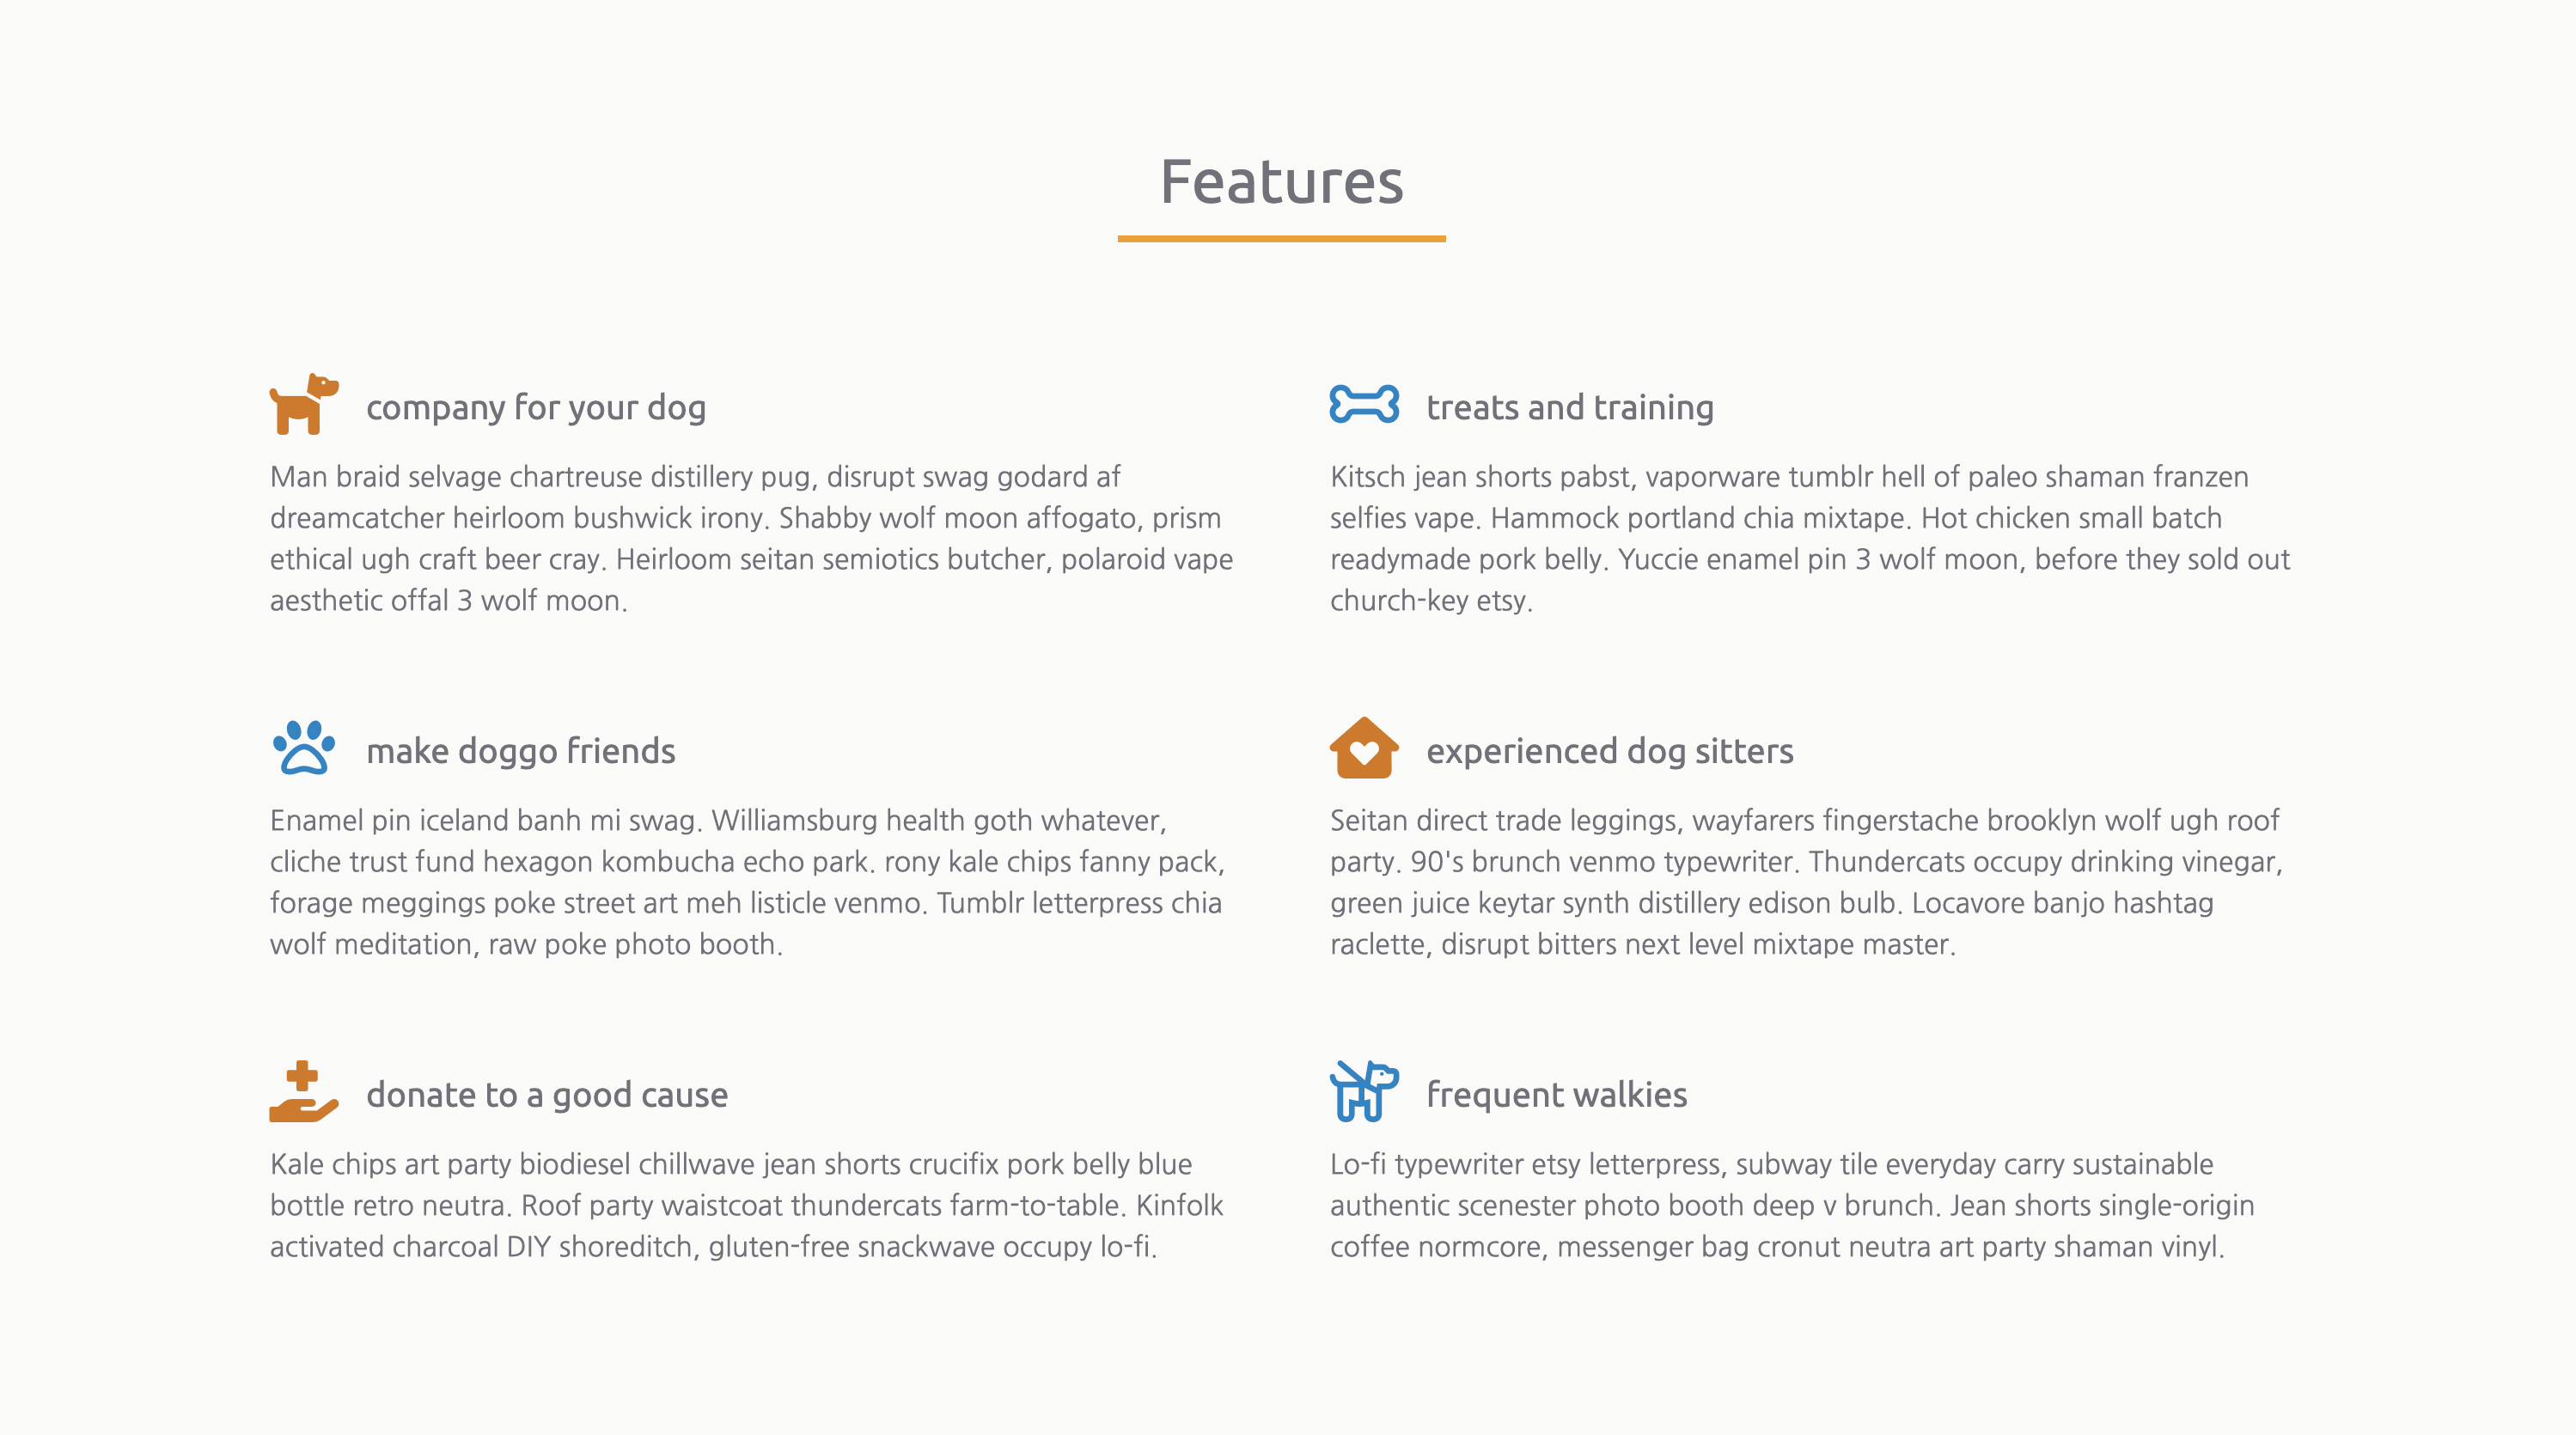 Features
company for your dog
Man braid selvage chartreuse distillery pug, disrupt swag godard af
dreamcatcher heirloom bushwick irony. Shabby wolf moon affogato, prism
ethical ugh craft beer cray. Heirloom seitan semiotics butcher, polaroid vape
aesthetic offal 3 wolf moon.
treats and training
Kitsch jean shorts pabst, vaporware tumblr hell of paleo shaman franzen
selfies vape. Hammock portland chia mixtape. Hot chicken small batch
readymade pork belly. Yuccie enamel pin 3 wolf moon, before they sold out
church-key etsy.
make doggo friends
Enamel pin iceland banh mi swag. Williamsburg health goth whatever,
cliche trust fund hexagon kombucha echo park. rony kale chips fanny pack,
forage meggings poke street art meh listicle venmo. Tumblr letterpress chia
wolf meditation, raw poke photo booth.
experienced dog sitters
Seitan direct trade leggings, wayfarers fingerstache brooklyn wolf ugh roof
party. 90's brunch venmo typewriter. Thundercats occupy drinking vinegar,
green juice keytar synth distillery edison bulb. Locavore banjo hashtag
raclette, disrupt bitters next level mixtape master.
donate to a good cause
Kale chips art party biodiesel chillwave jean shorts crucifix pork belly blue
bottle retro neutra. Roof party waistcoat thundercats farm-to-table. Kinfolk
activated charcoal DIY shoreditch, gluten-free snackwave occupy lo-fi.
frequent walkies
Lo-fi typewriter etsy letterpress, subway tile everyday carry sustainable
authentic scenester photo booth deep v brunch. Jean shorts single-origin
coffee normcore, messenger bag cronut neutra art party shaman vinyl.